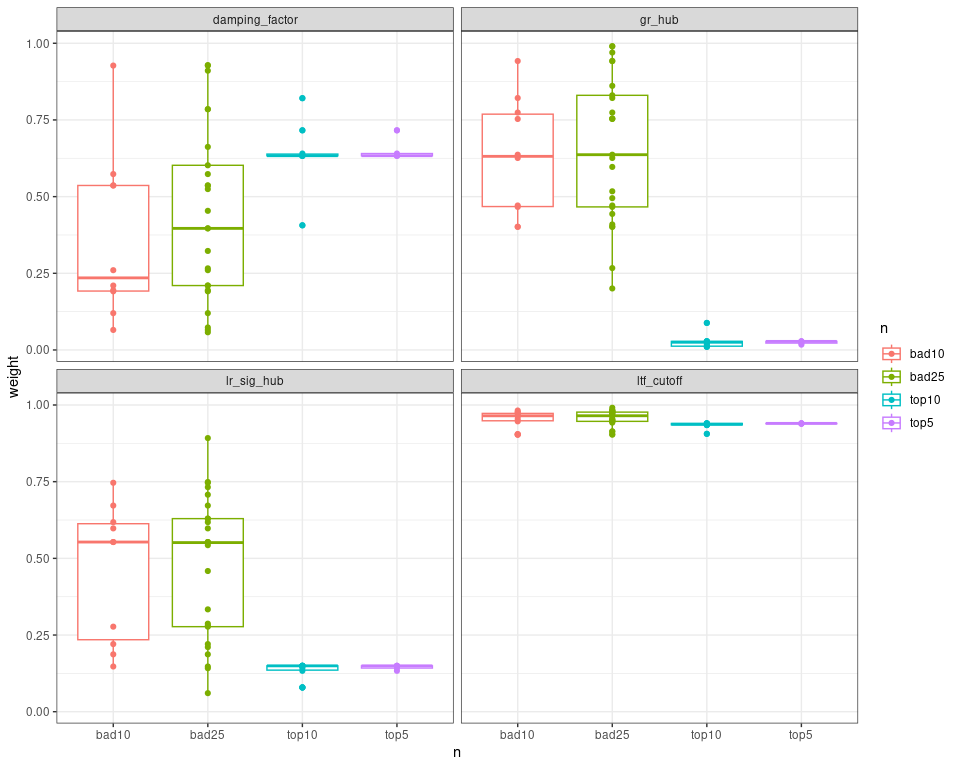 damping_factor
gr_hub
1.00
0.75
0.50
0.25
0.00
lr_sig_hub
ltf_cutoff
1.00
0.75
0.50
0.25
0.00
weight
bad10
bad25
top10
top5
bad10
bad25
top10
top5
n
n
bad10
bad25
top10
top5